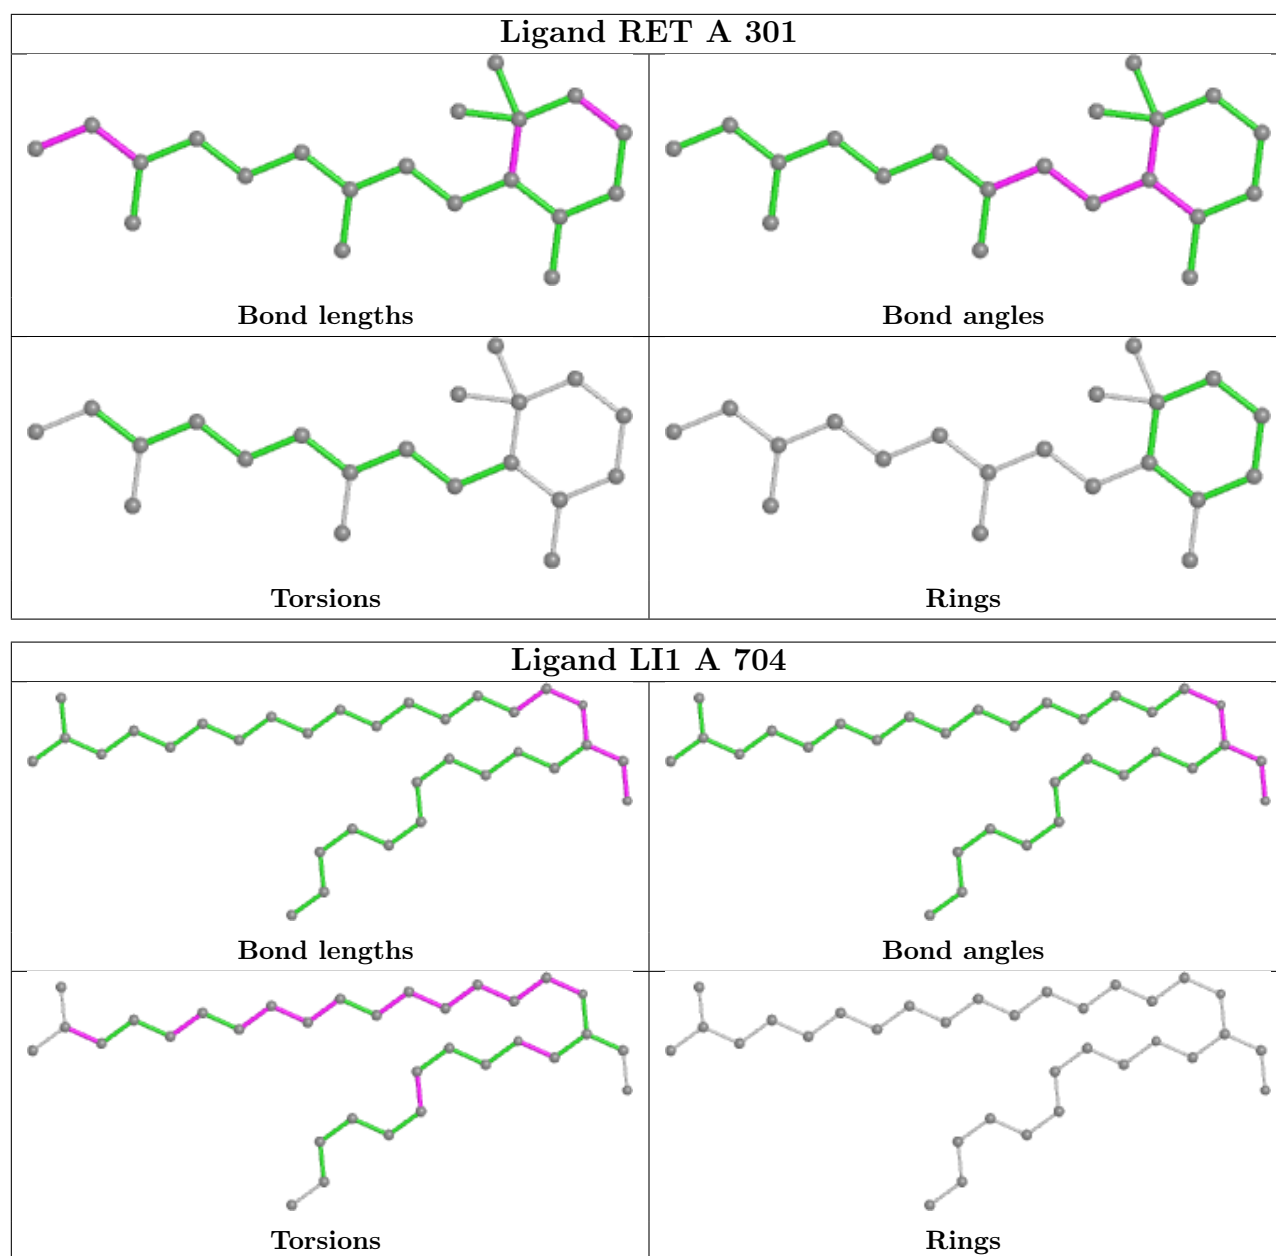 Ligand RET A 301
Bond lengths
Bond angles
Torsions
Rings
Ligand LI1 A 704
Bond lengths
Bond angles
Torsions
Rings